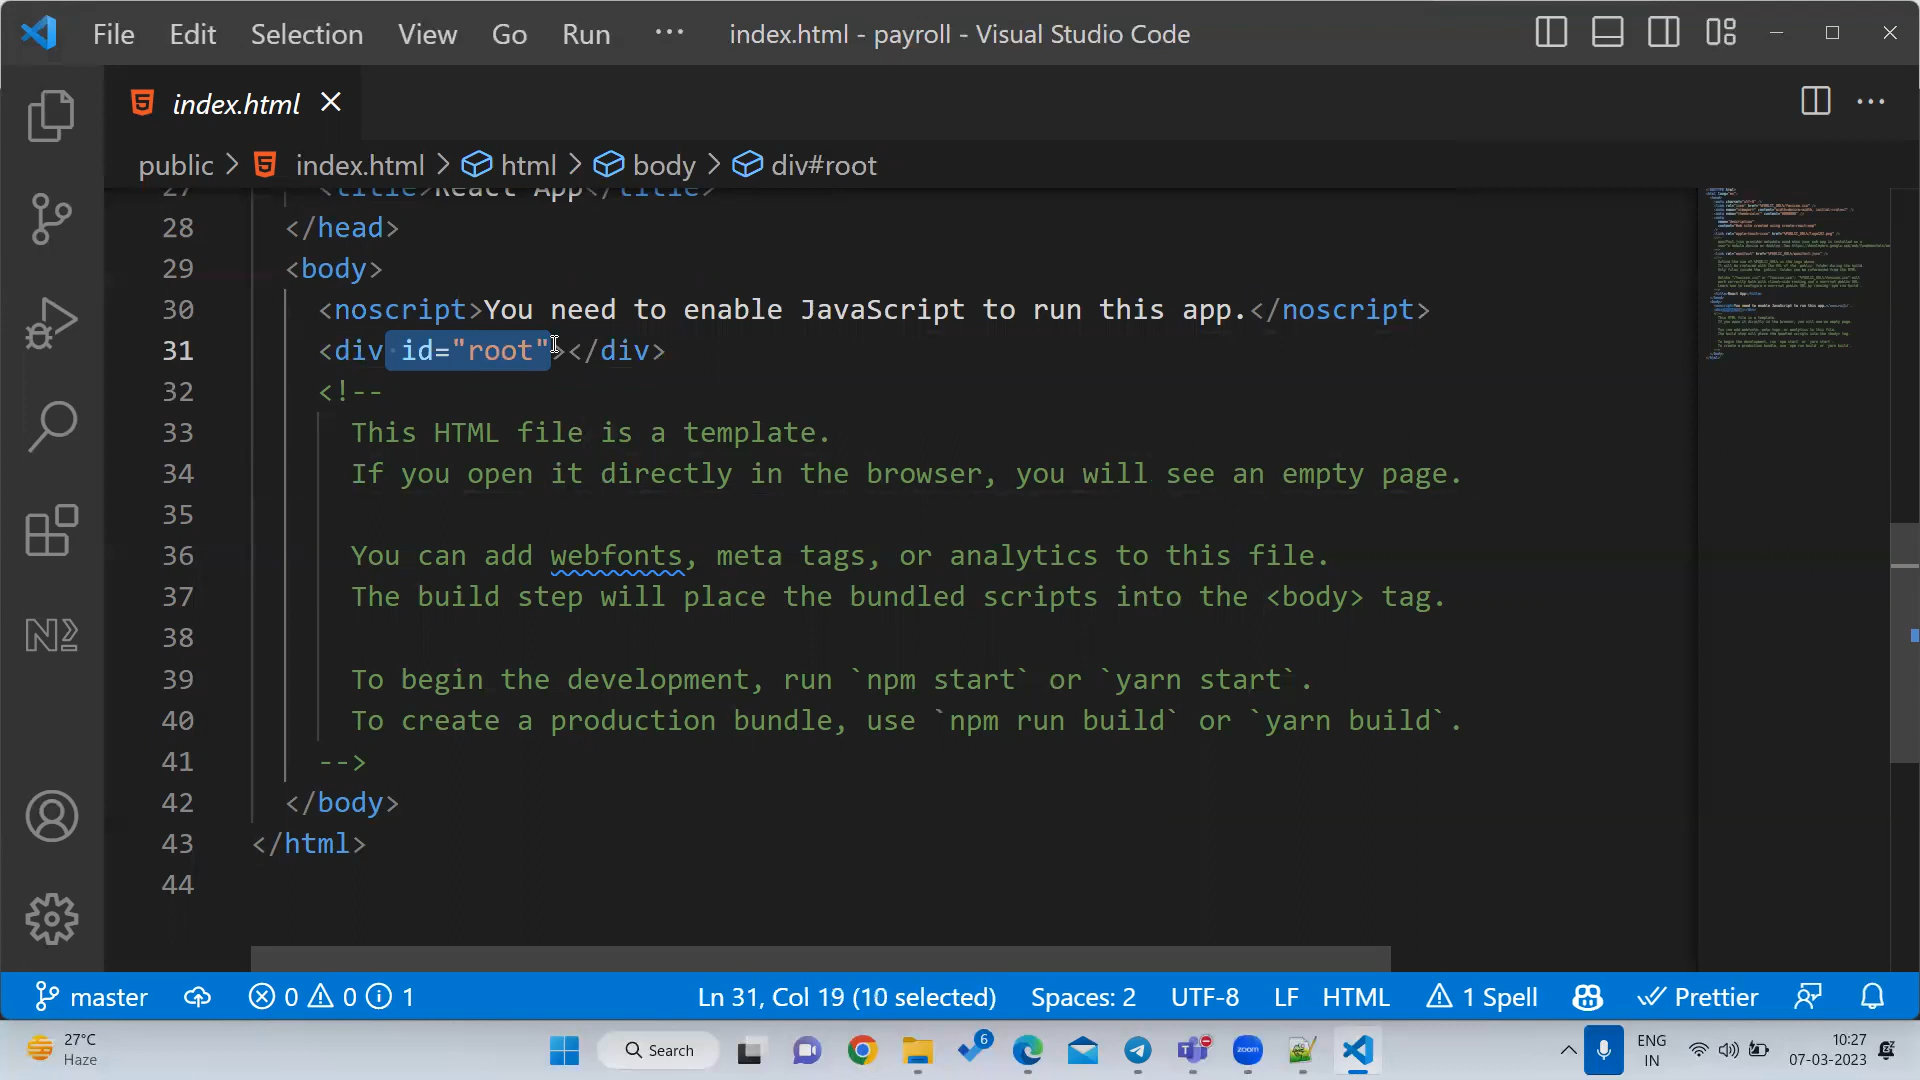 File Edit Selection View Go Run ··· index.html - payroll - Visual Studio Code
index.html
public > index.html > html > body > div#root
27 <title>React App</title>
28 </head>
29 <body>
30 <noscript>You need to enable JavaScript to run this app.</noscript>
31 <div id="root"></div>
32 <!--
33 This HTML file is a template.
34 If you open it directly in the browser, you will see an empty page.
35
36 You can add webfonts, meta tags, or analytics to this file.
37 The build step will place the bundled scripts into the <body> tag.
38
39 To begin the development, run `npm start` or `yarn start`.
40 To create a production bundle, use `npm run build` or `yarn build`.
41 -->
42 </body>
43 </html>
44
master 0 0 1 Ln 31, Col 19 (10 selected) Spaces: 2 UTF-8 LF HTML 1 Spell Prettier
27°C
Haze
Search
6
zoom
ENG
IN
10:27
07-03-2023